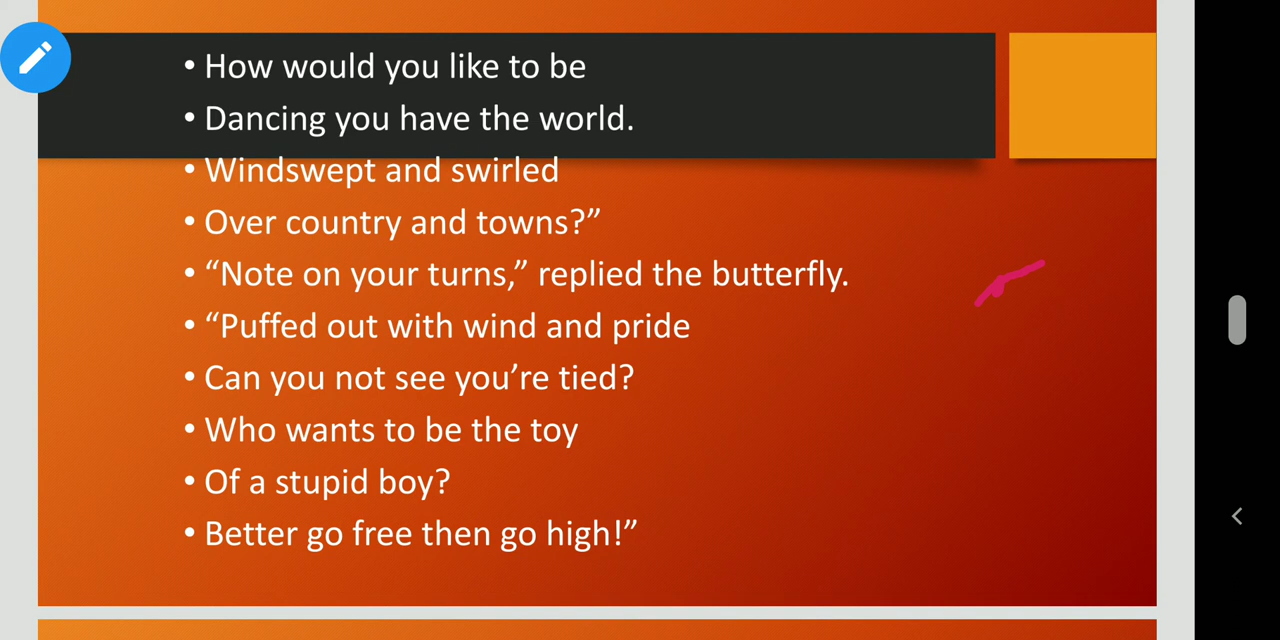 • How would you like to be
• Dancing you have the world.
• Windswept and swirled
• Over country and towns?”
• “Note on your turns,” replied the butterfly.
• “Puffed out with wind and pride
• Can you not see you’re tied?
• Who wants to be the toy
• Of a stupid boy?
• Better go free then go high!”